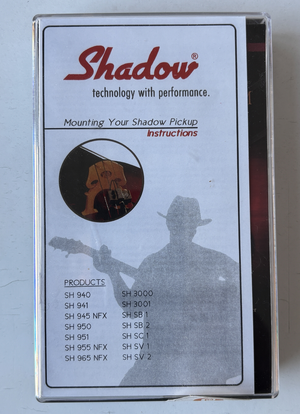 Shadow®
technology with performance.
Mounting Your Shadow Pickup
Instructions
PRODUCTS
SH 940
SH 941
SH 945 NFX
SH 950
SH 951
SH 955 NFX
SH 965 NFX
SH 3000
SH 3001
SH SB 1
SH SB 2
SH SC 1
SH SV 1
SH SV 2